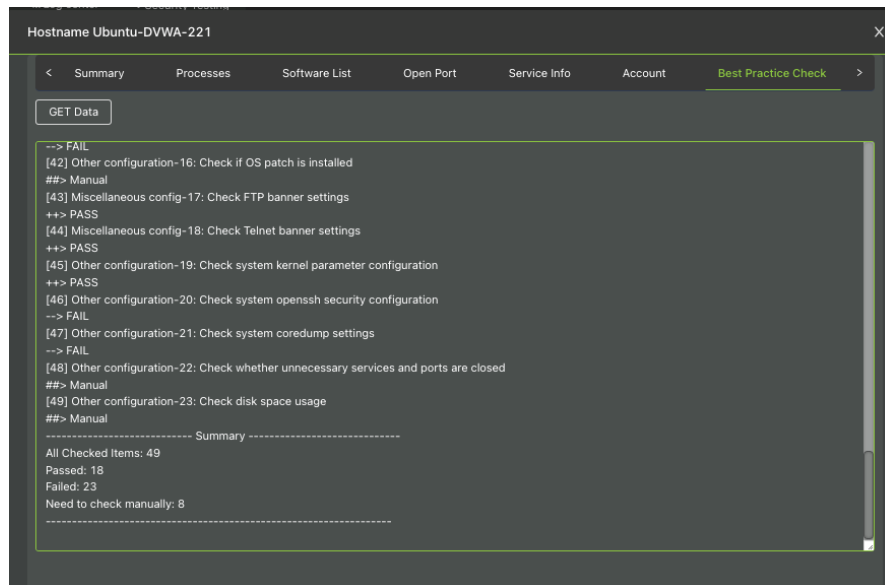 Hostname Ubuntu-DVWA-221
X
< Summary Processes Software List Open Port Service Info Account Best Practice Check >
GET Data
--> FAIL
[42] Other configuration-16: Check if OS patch is installed
##> Manual
[43] Miscellaneous config-17: Check FTP banner settings
++> PASS
[44] Miscellaneous config-18: Check Telnet banner settings
++> PASS
[45] Other configuration-19: Check system kernel parameter configuration
++> PASS
[46] Other configuration-20: Check system openssh security configuration
--> FAIL
[47] Other configuration-21: Check system coredump settings
--> FAIL
[48] Other configuration-22: Check whether unnecessary services and ports are closed
##> Manual
[49] Other configuration-23: Check disk space usage
##> Manual
---------------------------- Summary -----------------------------
All Checked Items: 49
Passed: 18
Failed: 23
Need to check manually: 8
------------------------------------------------------------------